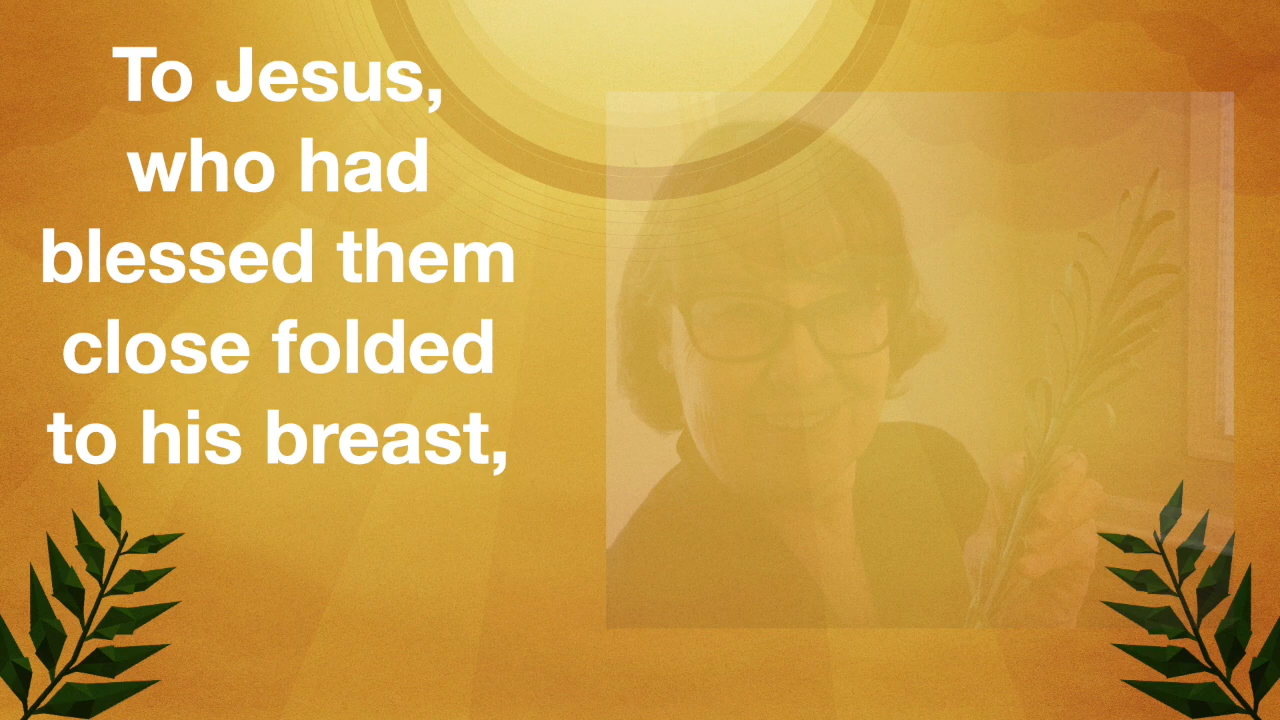 To Jesus,
who had
blessed them
close folded
to his breast,